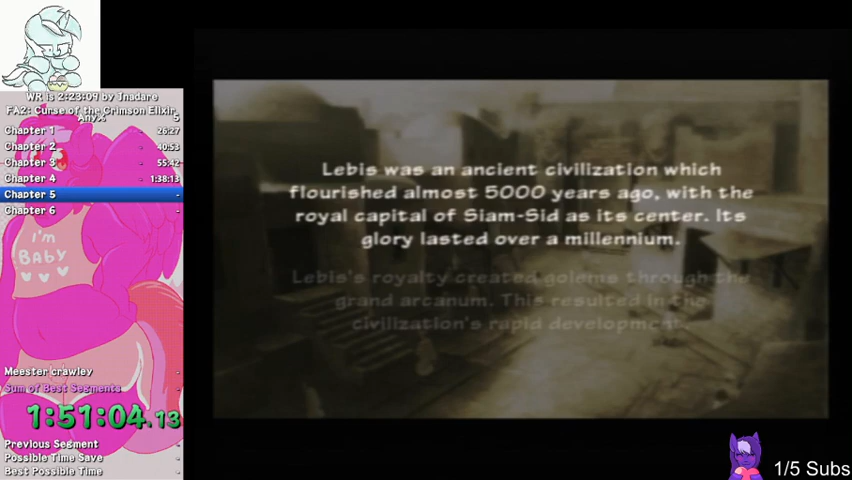 WR is 2:23:09 by Inadare
FA2: Curse of the Crimson Elixir
Any% 5
Chapter 1 - 26:27
Chapter 2 - 40:53
Chapter 3 - 55:42
Chapter 4 - 1:38:13
Chapter 5 -
Chapter 6 -
I'm
BABY
Meester crawley -
Sum of Best Segments -
1:51:04.13
Previous Segment -
Possible Time Save -
Best Possible Time -
Lebis was an ancient civilization which
flourished almost 5000 years ago, with the
royal capital of Siam-Sid as its center. Its
glory lasted over a millennium.
Lebis's royalty created golems through the
grand arcanum. This resulted in the
civilization's rapid development.
1/5 Subs